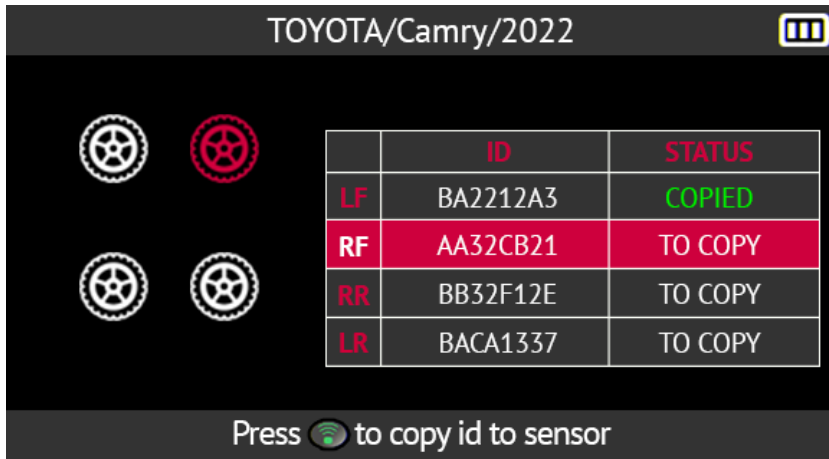 TOYOTA/Camry/2022
ID STATUS
LF BA2212A3 COPIED
RF AA32CB21 TO COPY
RR BB32F12E TO COPY
LR BACA1337 TO COPY
Press to copy id to sensor